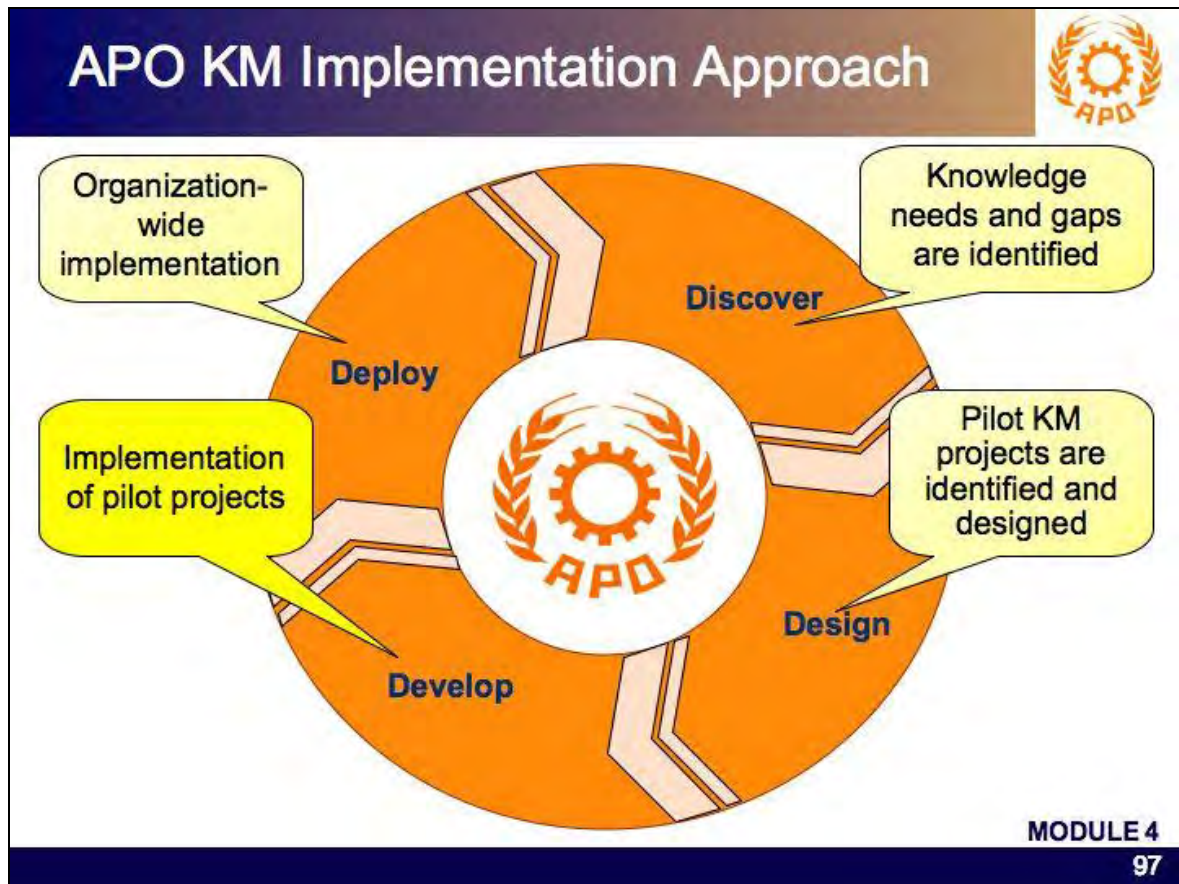 APO KM Implementation Approach
APO
Organization-
wide
implementation
Knowledge
needs and gaps
are identified
Discover
Deploy
Implementation
of pilot projects
Pilot KM
projects are
identified and
designed
APO
Design
Develop
MODULE 4
97